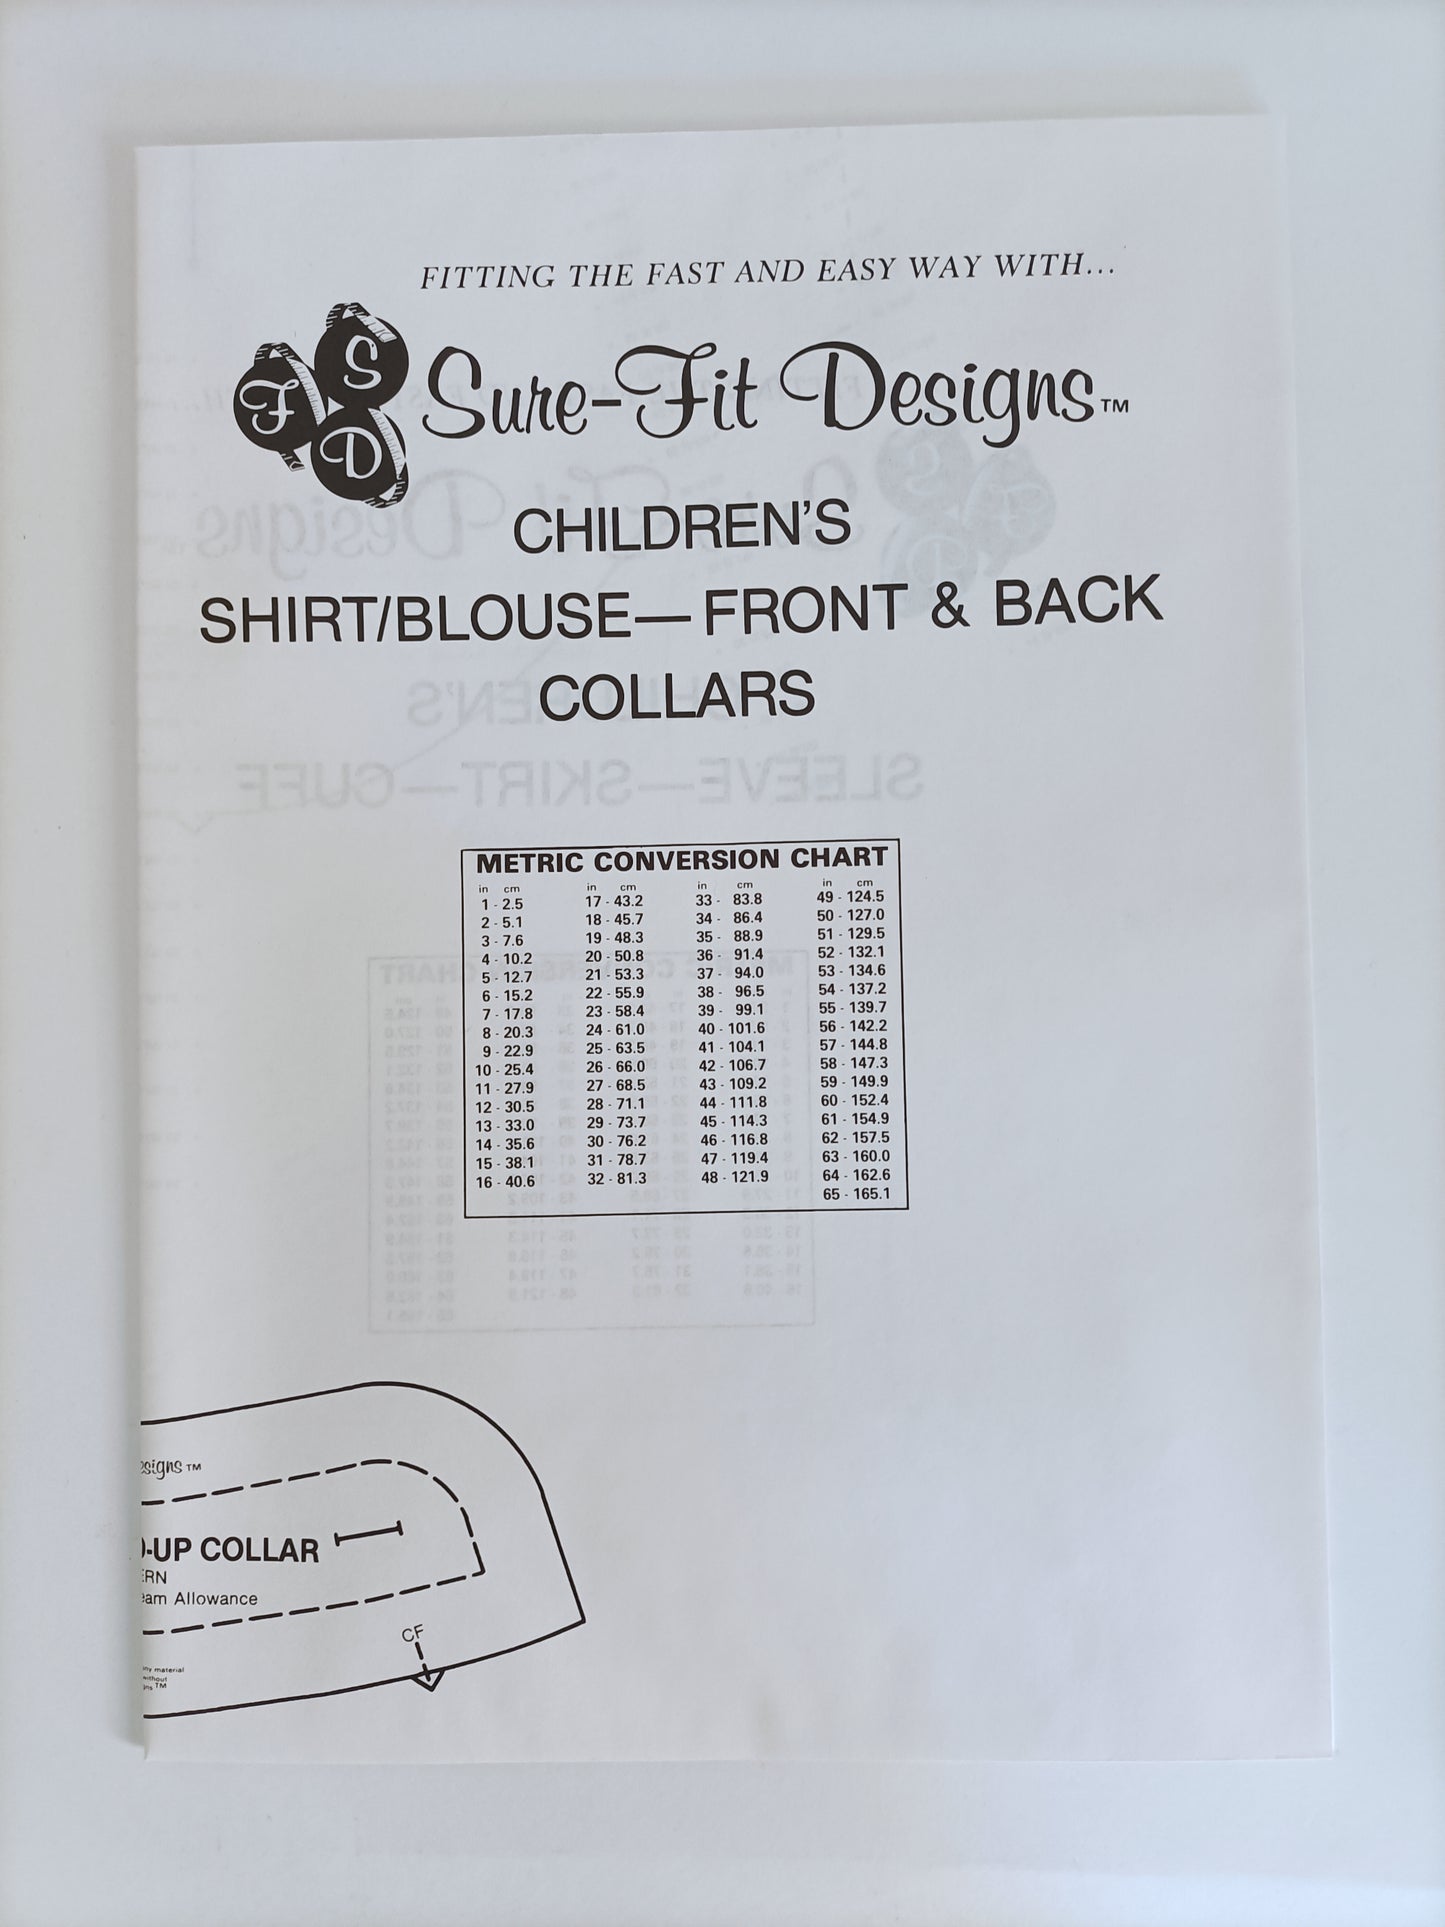 FITTING THE FAST AND EASY WAY WITH...
S
F
D
Sure-Fit Designs™
CHILDREN'S
SHIRT/BLOUSE—FRONT & BACK
COLLARS
SLEEVE—SKIRT—CUFF
METRIC CONVERSION CHART
in cm in cm in cm in cm
1 - 2.5 17 - 43.2 33 - 83.8 49 - 124.5
2 - 5.1 18 - 45.7 34 - 86.4 50 - 127.0
3 - 7.6 19 - 48.3 35 - 88.9 51 - 129.5
4 - 10.2 20 - 50.8 36 - 91.4 52 - 132.1
5 - 12.7 21 - 53.3 37 - 94.0 53 - 134.6
6 - 15.2 22 - 55.9 38 - 96.5 54 - 137.2
7 - 17.8 23 - 58.4 39 - 99.1 55 - 139.7
8 - 20.3 24 - 61.0 40 - 101.6 56 - 142.2
9 - 22.9 25 - 63.5 41 - 104.1 57 - 144.8
10 - 25.4 26 - 66.0 42 - 106.7 58 - 147.3
11 - 27.9 27 - 68.5 43 - 109.2 59 - 149.9
12 - 30.5 28 - 71.1 44 - 111.8 60 - 152.4
13 - 33.0 29 - 73.7 45 - 114.3 61 - 154.9
14 - 35.6 30 - 76.2 46 - 116.8 62 - 157.5
15 - 38.1 31 - 78.7 47 - 119.4 63 - 160.0
16 - 40.6 32 - 81.3 48 - 121.9 64 - 162.6
65 - 165.1
esigns™
-UP COLLAR
ERN
eam Allowance
CF
any material
without
gns™